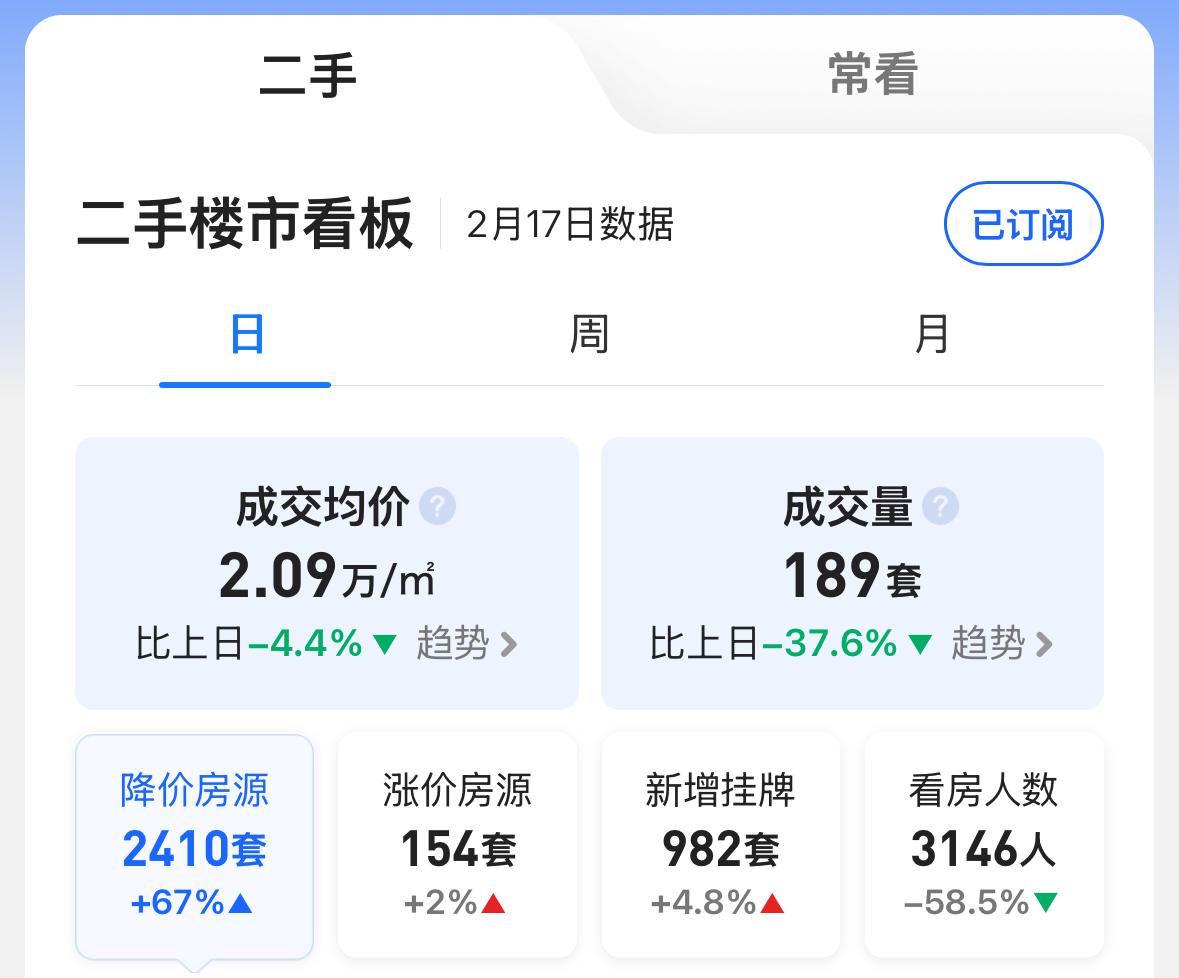 二手
常看
二手楼市看板 2月17日数据
已订阅
日
周
月
成交均价 ?
2.09万/㎡
比上日-4.4%▼ 趋势 >
成交量 ?
189套
比上日-37.6%▼ 趋势 >
降价房源
2410套
+67%▲
涨价房源
154套
+2%▲
新增挂牌
982套
+4.8%▲
看房人数
3146人
-58.5%▼